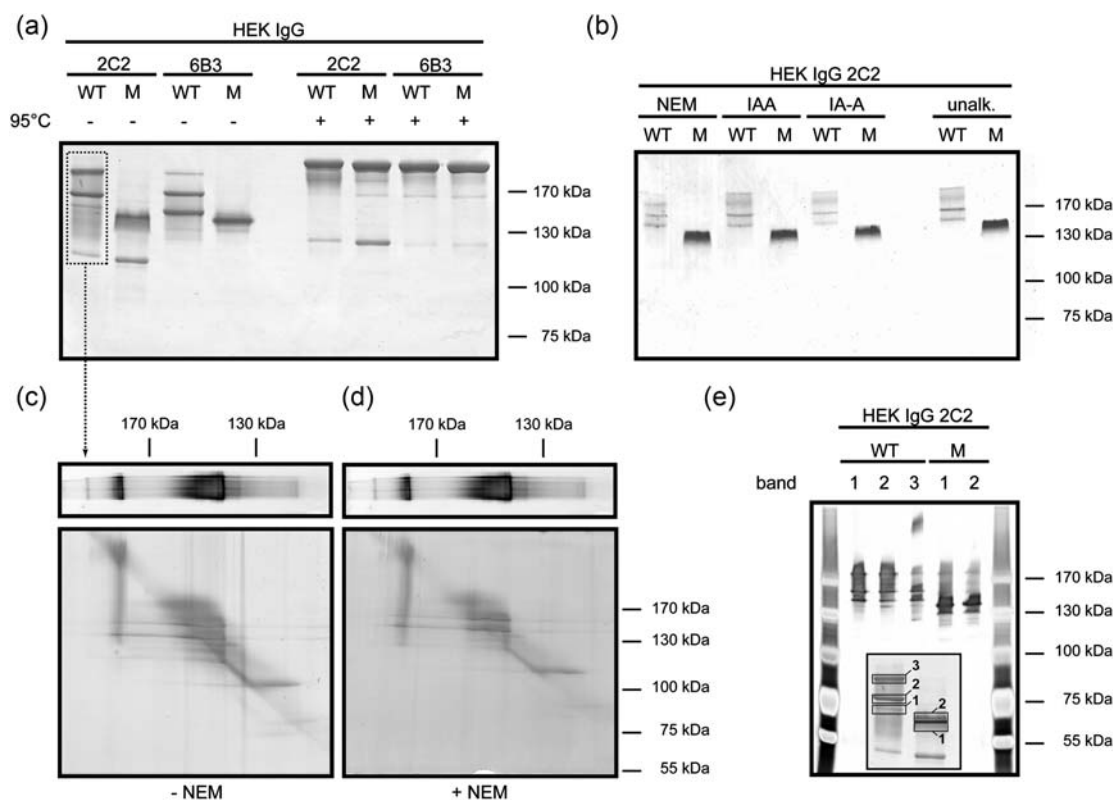 (a)
HEK IgG
2C2 6B3 2C2 6B3
WT M WT M WT M WT M
95°C - - - - + + + +
170 kDa
130 kDa
100 kDa
75 kDa
(b)
HEK IgG 2C2
NEM IAA IA-A unalk.
WT M WT M WT M WT M
170 kDa
130 kDa
100 kDa
75 kDa
(c)
170 kDa 130 kDa
- NEM
(d)
170 kDa 130 kDa
170 kDa
130 kDa
100 kDa
75 kDa
55 kDa
+ NEM
(e)
HEK IgG 2C2
WT M
band 1 2 3 1 2
170 kDa
130 kDa
100 kDa
75 kDa
55 kDa
3
2
1
2
1